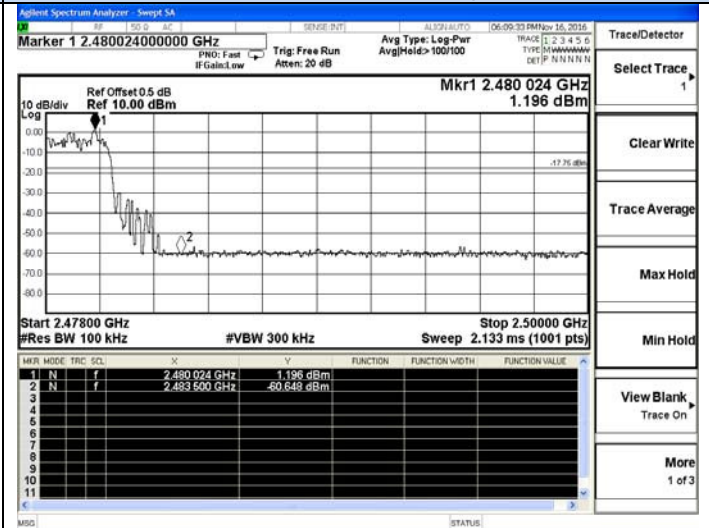 Agilent Spectrum Analyzer - Swept SA
RF 50 Ω AC SENSE:INT ALIGN AUTO 06:09:33 PM Nov 16, 2016
Marker 1 2.480024000000 GHz
PNO: Fast
IFGain:Low
Trig: Free Run
Atten: 20 dB
Avg Type: Log-Pwr
Avg|Hold:> 100/100
TRACE 1 2 3 4 5 6
TYPE MWWWWW
DET P N N N N N
Trace/Detector
Select Trace
1
Clear Write
Trace Average
Max Hold
Min Hold
View Blank
Trace On
More
1 of 3
Ref Offset 0.5 dB
10 dB/div Ref 10.00 dBm
Log
Mkr1 2.480 024 GHz
1.196 dBm
1
0.00
-10.0
-17.75 dBm
-20.0
-30.0
-40.0
-50.0
2
-60.0
-70.0
-80.0
Start 2.47800 GHz Stop 2.50000 GHz
#Res BW 100 kHz #VBW 300 kHz Sweep 2.133 ms (1001 pts)
MKR MODE TRC SCL X Y FUNCTION FUNCTION WIDTH FUNCTION VALUE
1 N f 2.480 024 GHz 1.196 dBm
2 N f 2.483 500 GHz -60.648 dBm
3
4
5
6
7
8
9
10
11
MSG STATUS